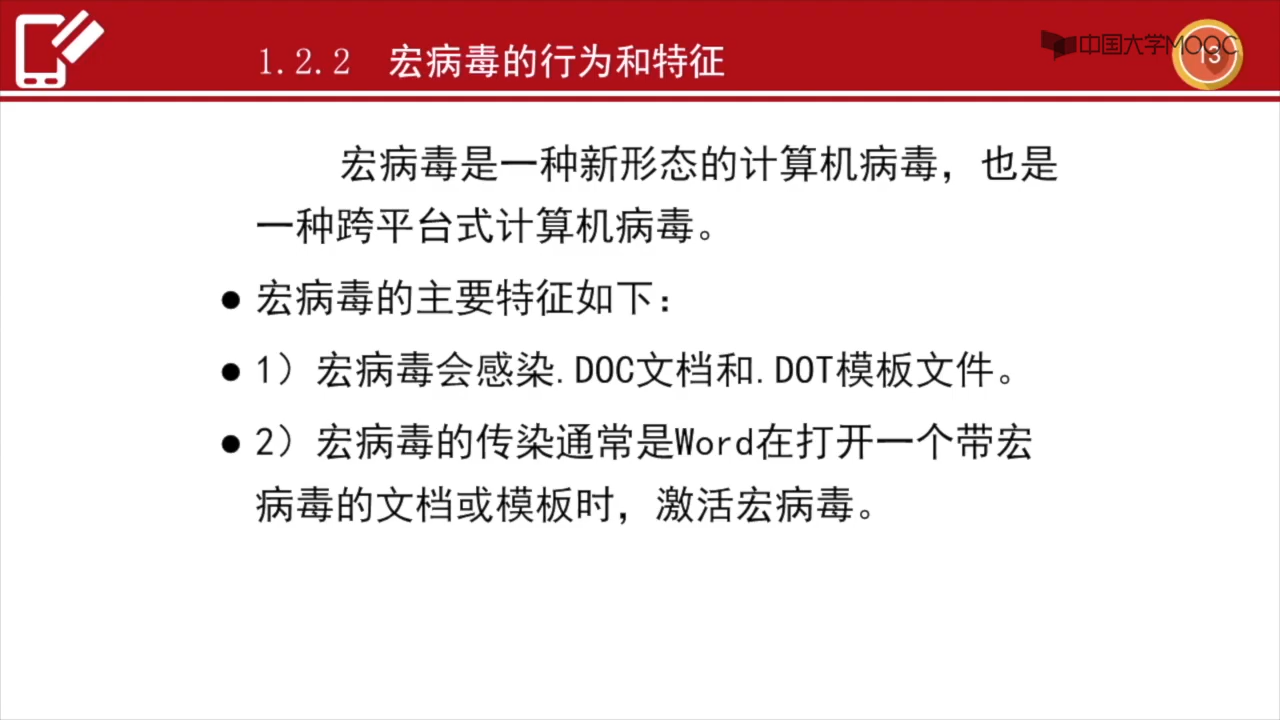 1.2.2 宏病毒的行为和特征
中国大学MOOC
13
宏病毒是一种新形态的计算机病毒，也是
一种跨平台式计算机病毒。
● 宏病毒的主要特征如下：
● 1）宏病毒会感染.DOC文档和.DOT模板文件。
● 2）宏病毒的传染通常是Word在打开一个带宏
病毒的文档或模板时，激活宏病毒。